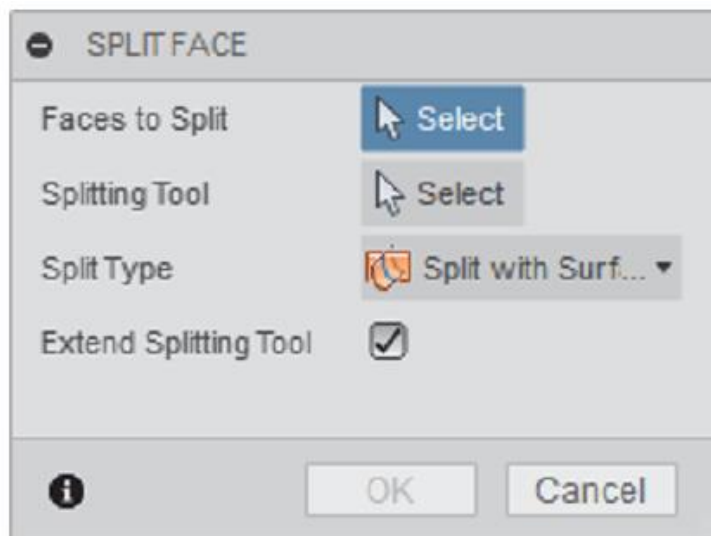 SPLIT FACE
Faces to Split Select
Splitting Tool Select
Split Type Split with Surf...
Extend Splitting Tool
OK Cancel